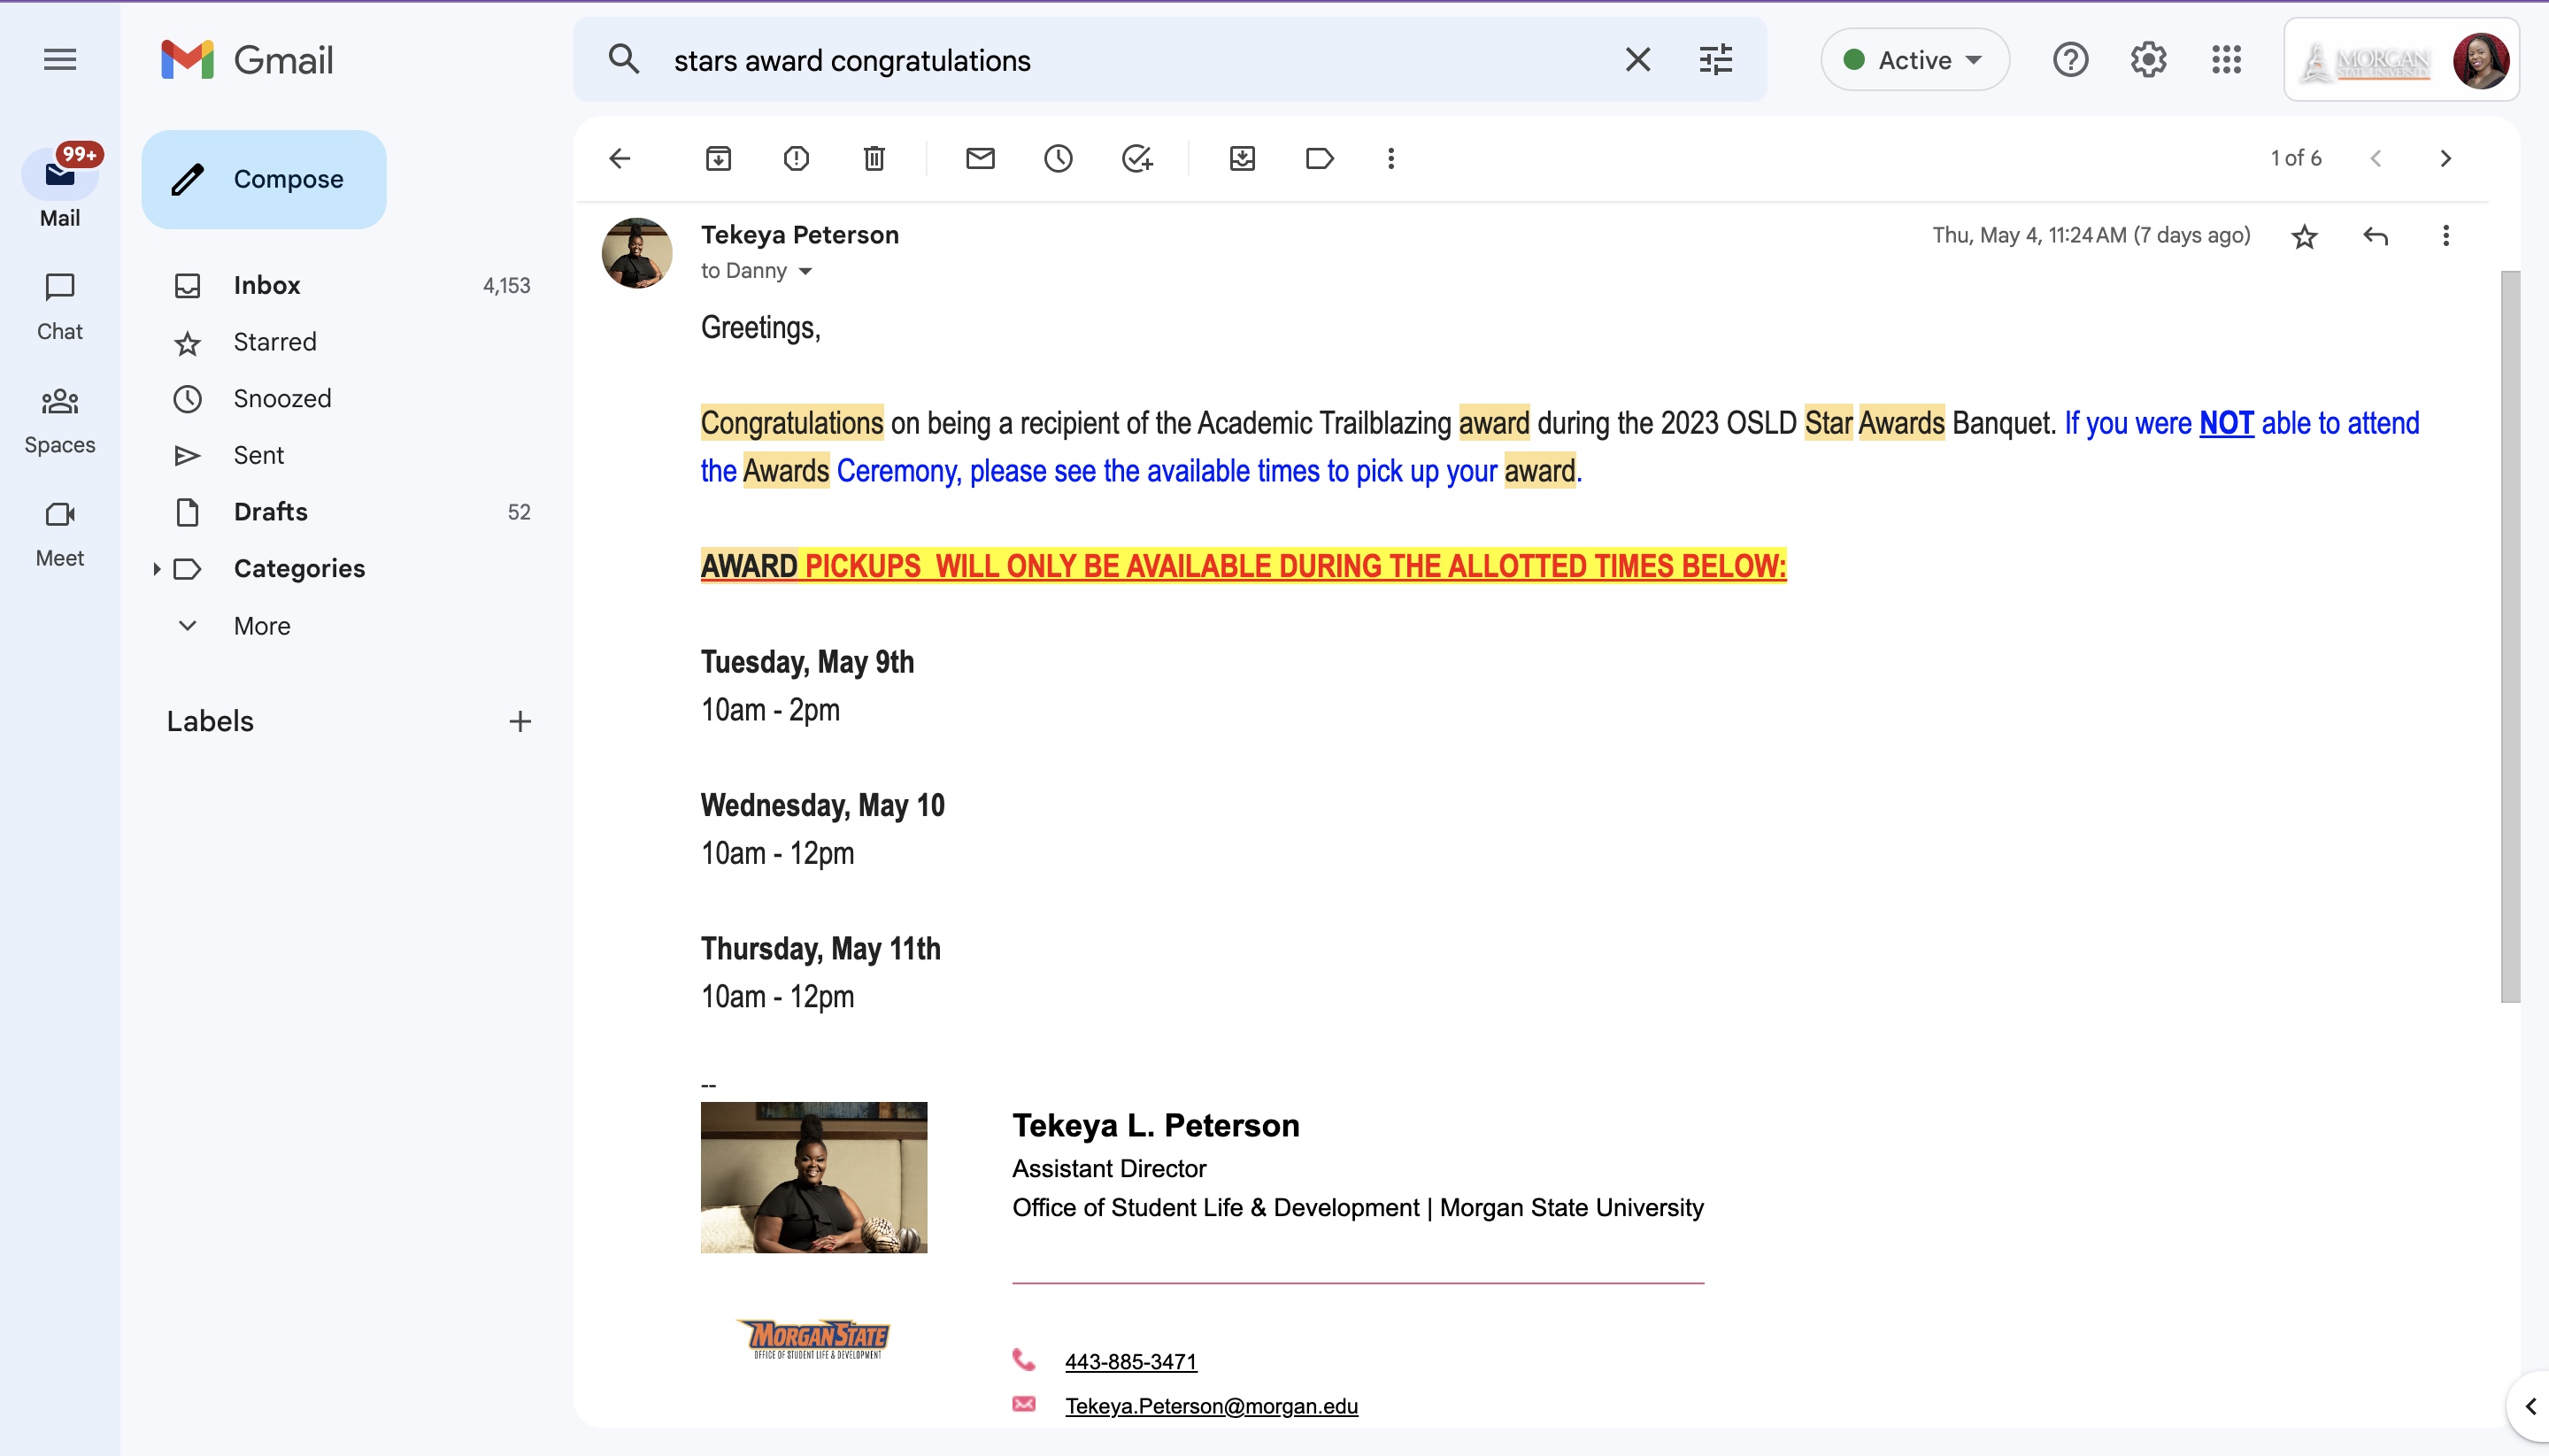 Gmail
stars award congratulations
Active
MORGAN
STATE UNIVERSITY
99+
Mail
Chat
Spaces
Meet
Compose
Inbox 4,153
Starred
Snoozed
Sent
Drafts 52
Categories
More
Labels
1 of 6
Tekeya Peterson
Thu, May 4, 11:24 AM (7 days ago)
to Danny
Greetings,
Congratulations on being a recipient of the Academic Trailblazing award during the 2023 OSLD Star Awards Banquet. If you were NOT able to attend
the Awards Ceremony, please see the available times to pick up your award.
AWARD PICKUPS  WILL ONLY BE AVAILABLE DURING THE ALLOTTED TIMES BELOW:
Tuesday, May 9th
10am - 2pm
Wednesday, May 10
10am - 12pm
Thursday, May 11th
10am - 12pm
--
Tekeya L. Peterson
Assistant Director
Office of Student Life & Development | Morgan State University
MORGAN STATE
OFFICE OF STUDENT LIFE & DEVELOPMENT
443-885-3471
Tekeya.Peterson@morgan.edu